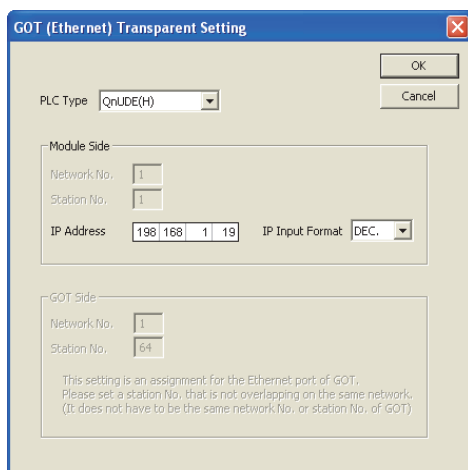 GOT (Ethernet) Transparent Setting
OK
PLC Type QnUDE(H)
Cancel
Module Side
Network No. 1
Station No. 1
IP Address 198 168 1 19 IP Input Format DEC.
GOT Side
Network No. 1
Station No. 64
This setting is an assignment for the Ethernet port of GOT.
Please set a station No. that is not overlapping on the same network.
(It does not have to be the same network No. or station No. of GOT)